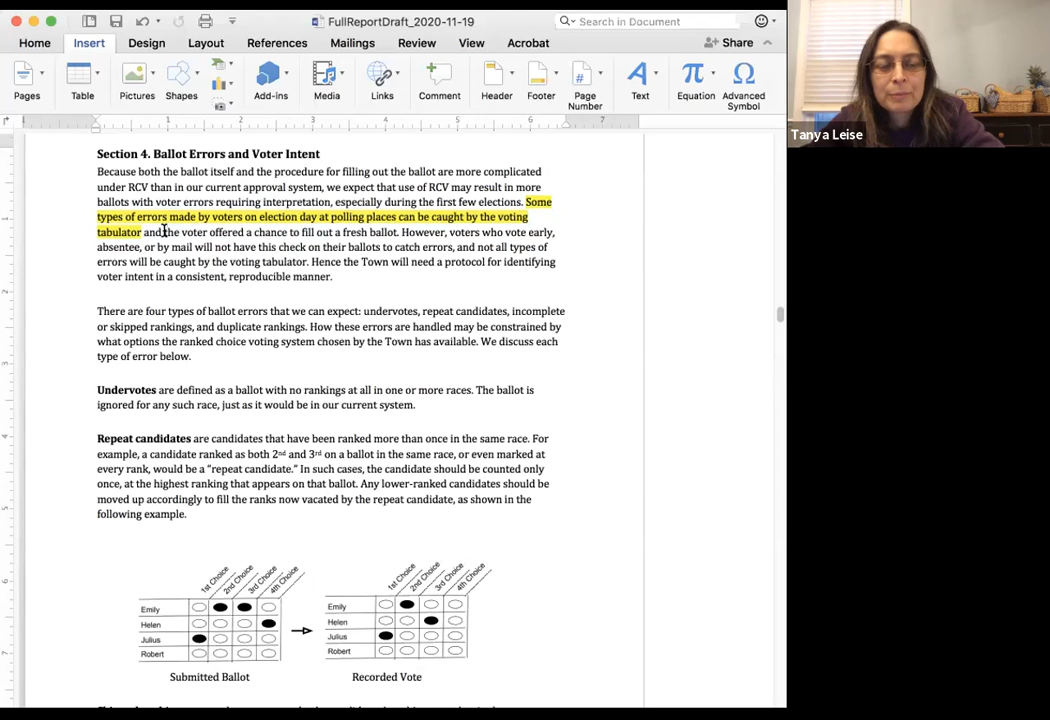 FullReportDraft_2020-11-19
Search in Document
Home Insert Design Layout References Mailings Review View Acrobat Share
Pages Table Pictures Shapes Add-ins Media Links Comment Header Footer Page Number Text Equation Advanced Symbol
1 2 3 4 5 6 7
Section 4. Ballot Errors and Voter Intent
Because both the ballot itself and the procedure for filling out the ballot are more complicated
under RCV than in our current approval system, we expect that use of RCV may result in more
ballots with voter errors requiring interpretation, especially during the first few elections. Some
types of errors made by voters on election day at polling places can be caught by the voting
tabulator and the voter offered a chance to fill out a fresh ballot. However, voters who vote early,
absentee, or by mail will not have this check on their ballots to catch errors, and not all types of
errors will be caught by the voting tabulator. Hence the Town will need a protocol for identifying
voter intent in a consistent, reproducible manner.
There are four types of ballot errors that we can expect: undervotes, repeat candidates, incomplete
or skipped rankings, and duplicate rankings. How these errors are handled may be constrained by
what options the ranked choice voting system chosen by the Town has available. We discuss each
type of error below.
Undervotes are defined as a ballot with no rankings at all in one or more races. The ballot is
ignored for any such race, just as it would be in our current system.
Repeat candidates are candidates that have been ranked more than once in the same race. For
example, a candidate ranked as both 2nd and 3rd on a ballot in the same race, or even marked at
every rank, would be a "repeat candidate." In such cases, the candidate should be counted only
once, at the highest ranking that appears on that ballot. Any lower-ranked candidates should be
moved up accordingly to fill the ranks now vacated by the repeat candidate, as shown in the
following example.
1st Choice 2nd Choice 3rd Choice 4th Choice
Emily
Helen
Julius
Robert
Submitted Ballot
1st Choice 2nd Choice 3rd Choice 4th Choice
Emily
Helen
Julius
Robert
Recorded Vote
Tanya Leise